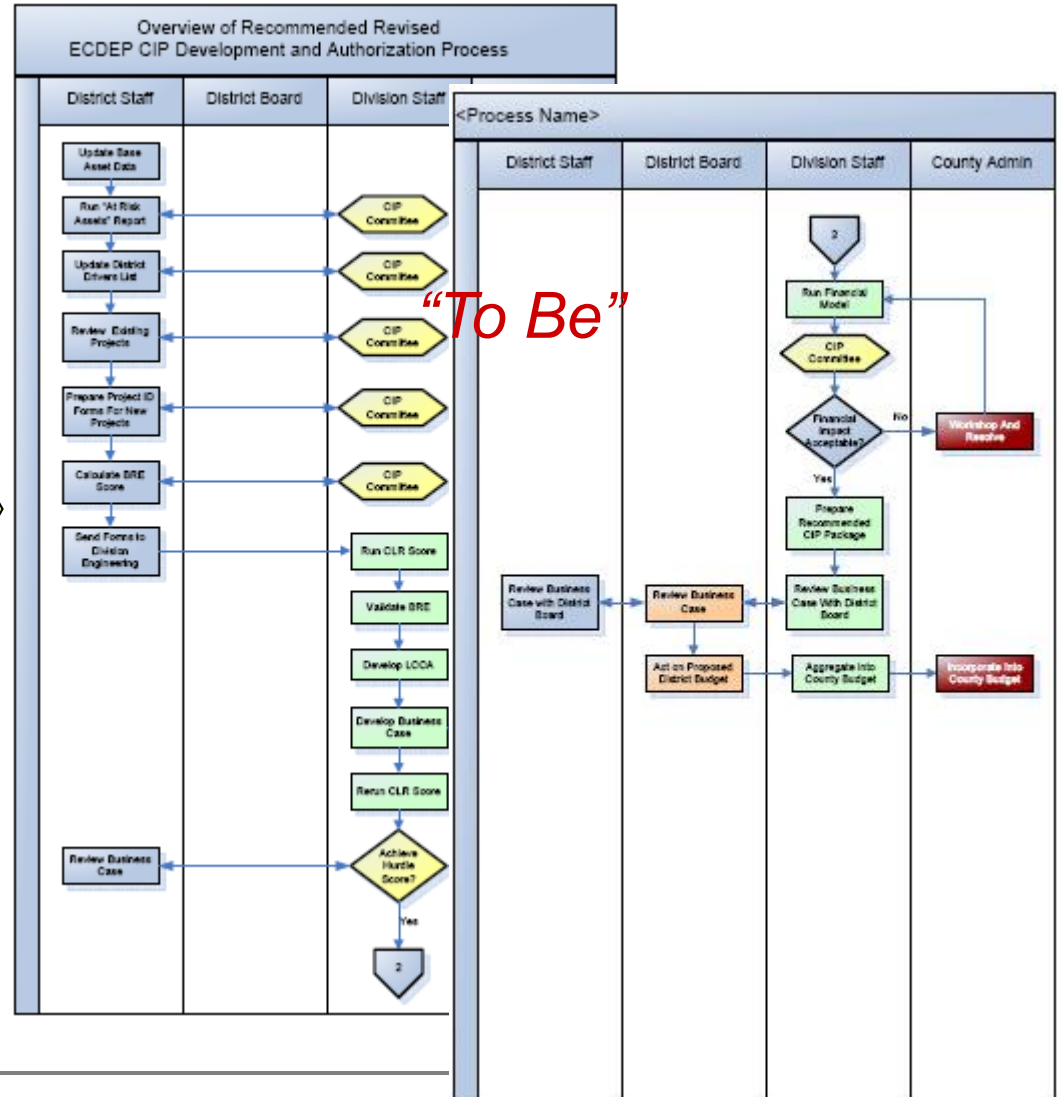 Overview of Recommended Revised
ECDEP CIP Development and Authorization Process
District Staff
District Board
Division Staff
Update Base
Asset Data
Run "At Risk
Assets" Report
CIP
Committee
Update District
Drivers List
CIP
Committee
Review Existing
Projects
CIP
Committee
Prepare Project ID
Forms For New
Projects
CIP
Committee
Calculate BRE
Score
CIP
Committee
Send Forms to
Division
Engineering
Run CLR Score
Validate BRE
Develop LCCA
Develop Business
Case
Rerun CLR Score
Review Business
Case
Achieve
Hurdle
Score?
Yes
2
“To Be”
<Process Name>
District Staff
District Board
Division Staff
County Admin
2
Run Financial
Model
CIP
Committee
Financial
Impact
Acceptable?
No
Workshop And
Resolve
Yes
Prepare
Recommended
CIP Package
Review Business
Case with District
Board
Review Business
Case
Review Business
Case With District
Board
Act on Proposed
District Budget
Aggregate Into
County Budget
Incorporate Into
County Budget